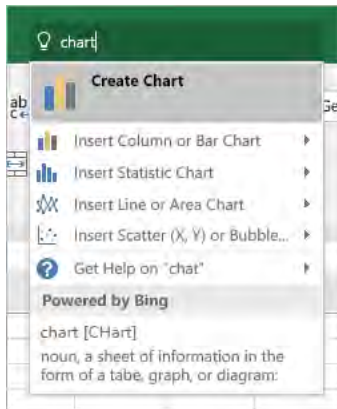 chart
Create Chart
ab
c
Ge
Insert Column or Bar Chart
Insert Statistic Chart
Insert Line or Area Chart
Insert Scatter (X, Y) or Bubble...
Get Help on "chat"
Powered by Bing
chart [CHart]
noun, a sheet of information in the
form of a tabe, graph, or diagram: